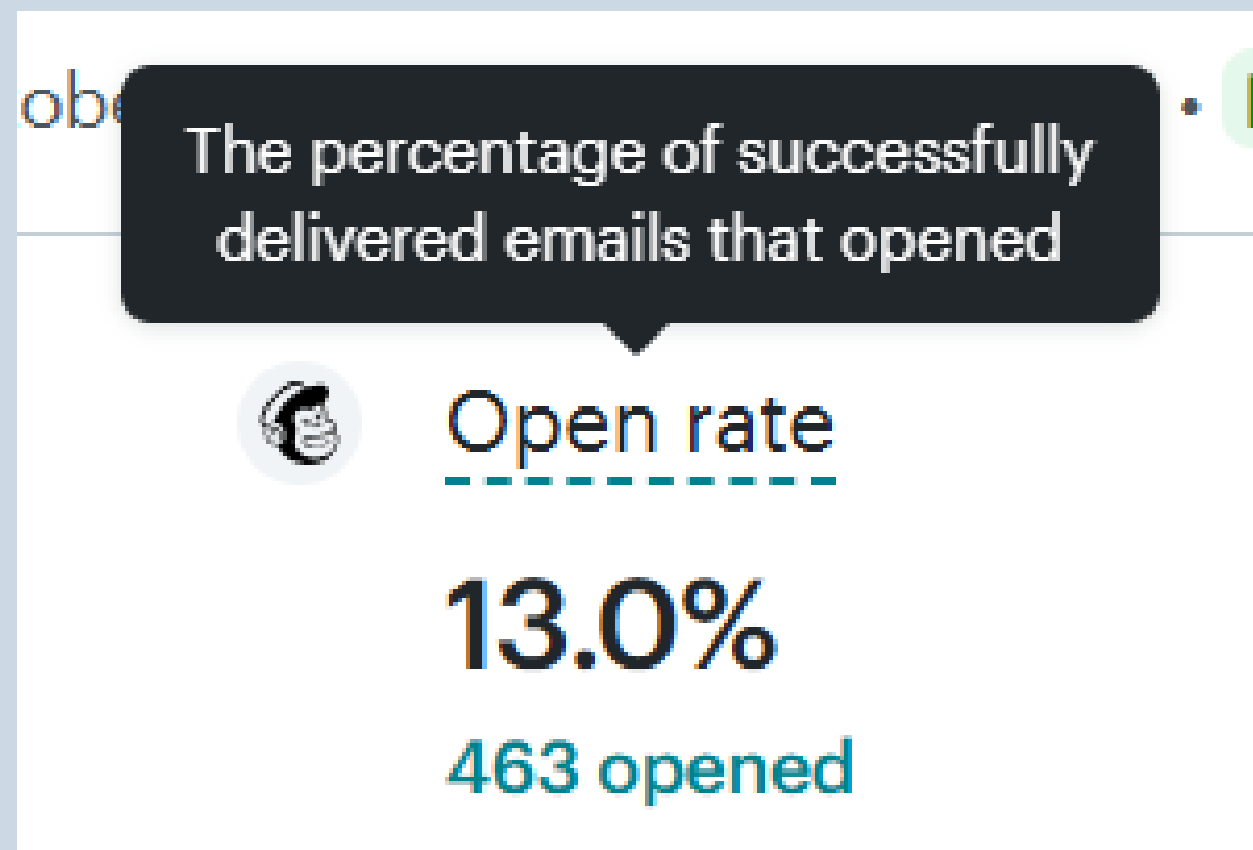 The percentage of successfully
delivered emails that opened
Open rate
13.0%
463 opened